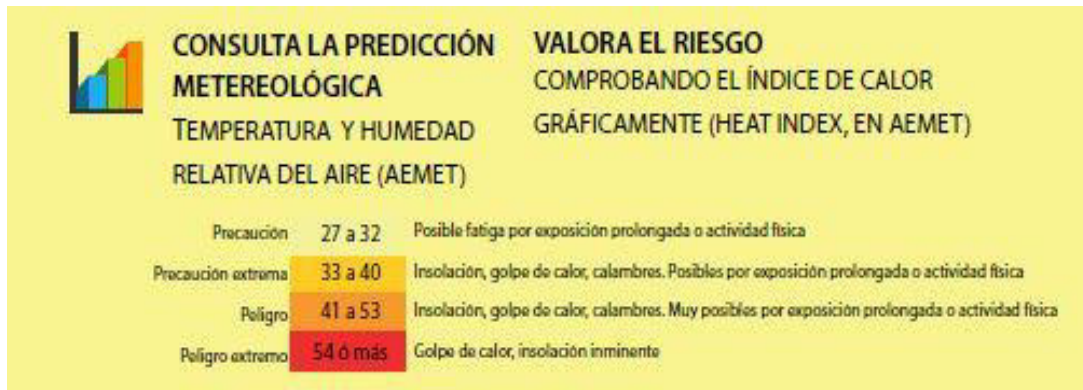 CONSULTA LA PREDICCIÓN
METEREOLÓGICA
TEMPERATURA Y HUMEDAD
RELATIVA DEL AIRE (AEMET)
VALORA EL RIESGO
COMPROBANDO EL ÍNDICE DE CALOR
GRÁFICAMENTE (HEAT INDEX, EN AEMET)
Precaución 27 a 32 Posible fatiga por exposición prolongada o actividad física
Precaución extrema 33 a 40 Insolación, golpe de calor, calambres. Posibles por exposición prolongada o actividad física
Peligro 41 a 53 Insolación, golpe de calor, calambres. Muy posibles por exposición prolongada o actividad física
Peligro extremo 54 ó más Golpe de calor, insolación inminente